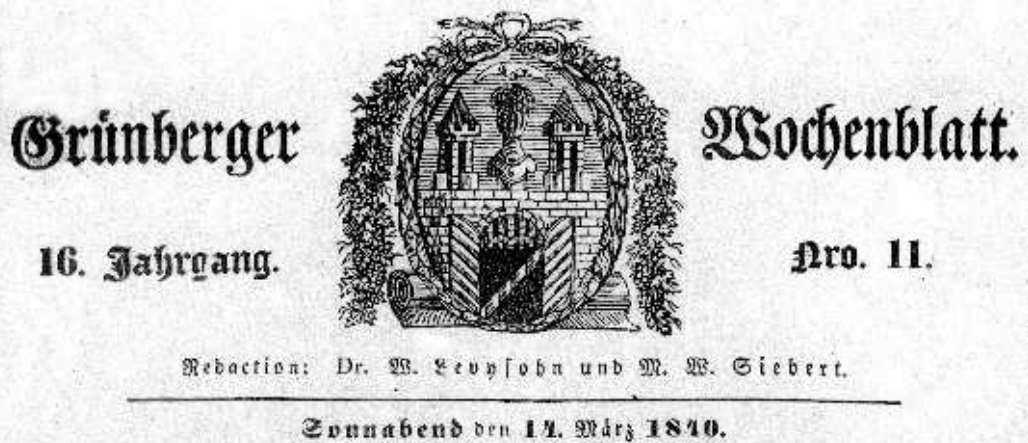 Grünberger Wochenblatt.
16. Jahrgang. Nro. 11.
Redaction: Dr. W. Levysohn und M. W. Siebert.
Sonnabend den 14. März 1840.